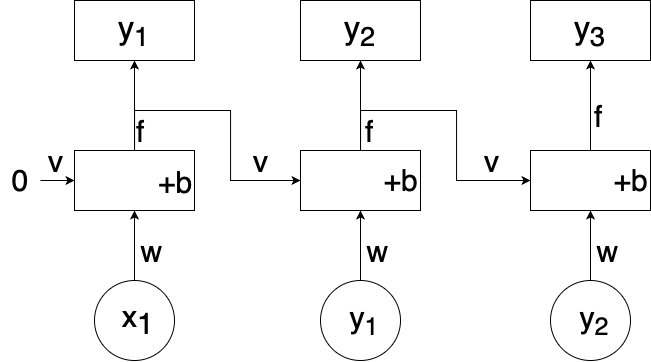 y₁ y₂ y₃
f f f
0 v v v
+b +b +b
w w w
x₁ y₁ y₂